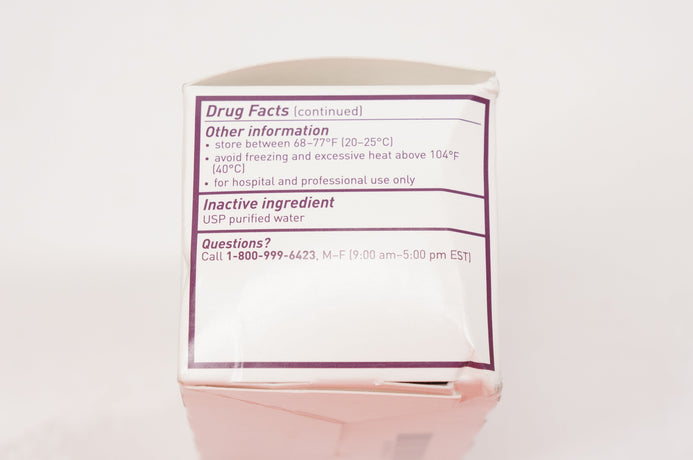 Drug Facts (continued)
Other information
• store between 68–77°F (20–25°C)
• avoid freezing and excessive heat above 104°F
(40°C)
• for hospital and professional use only
Inactive ingredient
USP purified water
Questions?
Call 1-800-999-6423, M–F (9:00 am–5:00 pm EST)